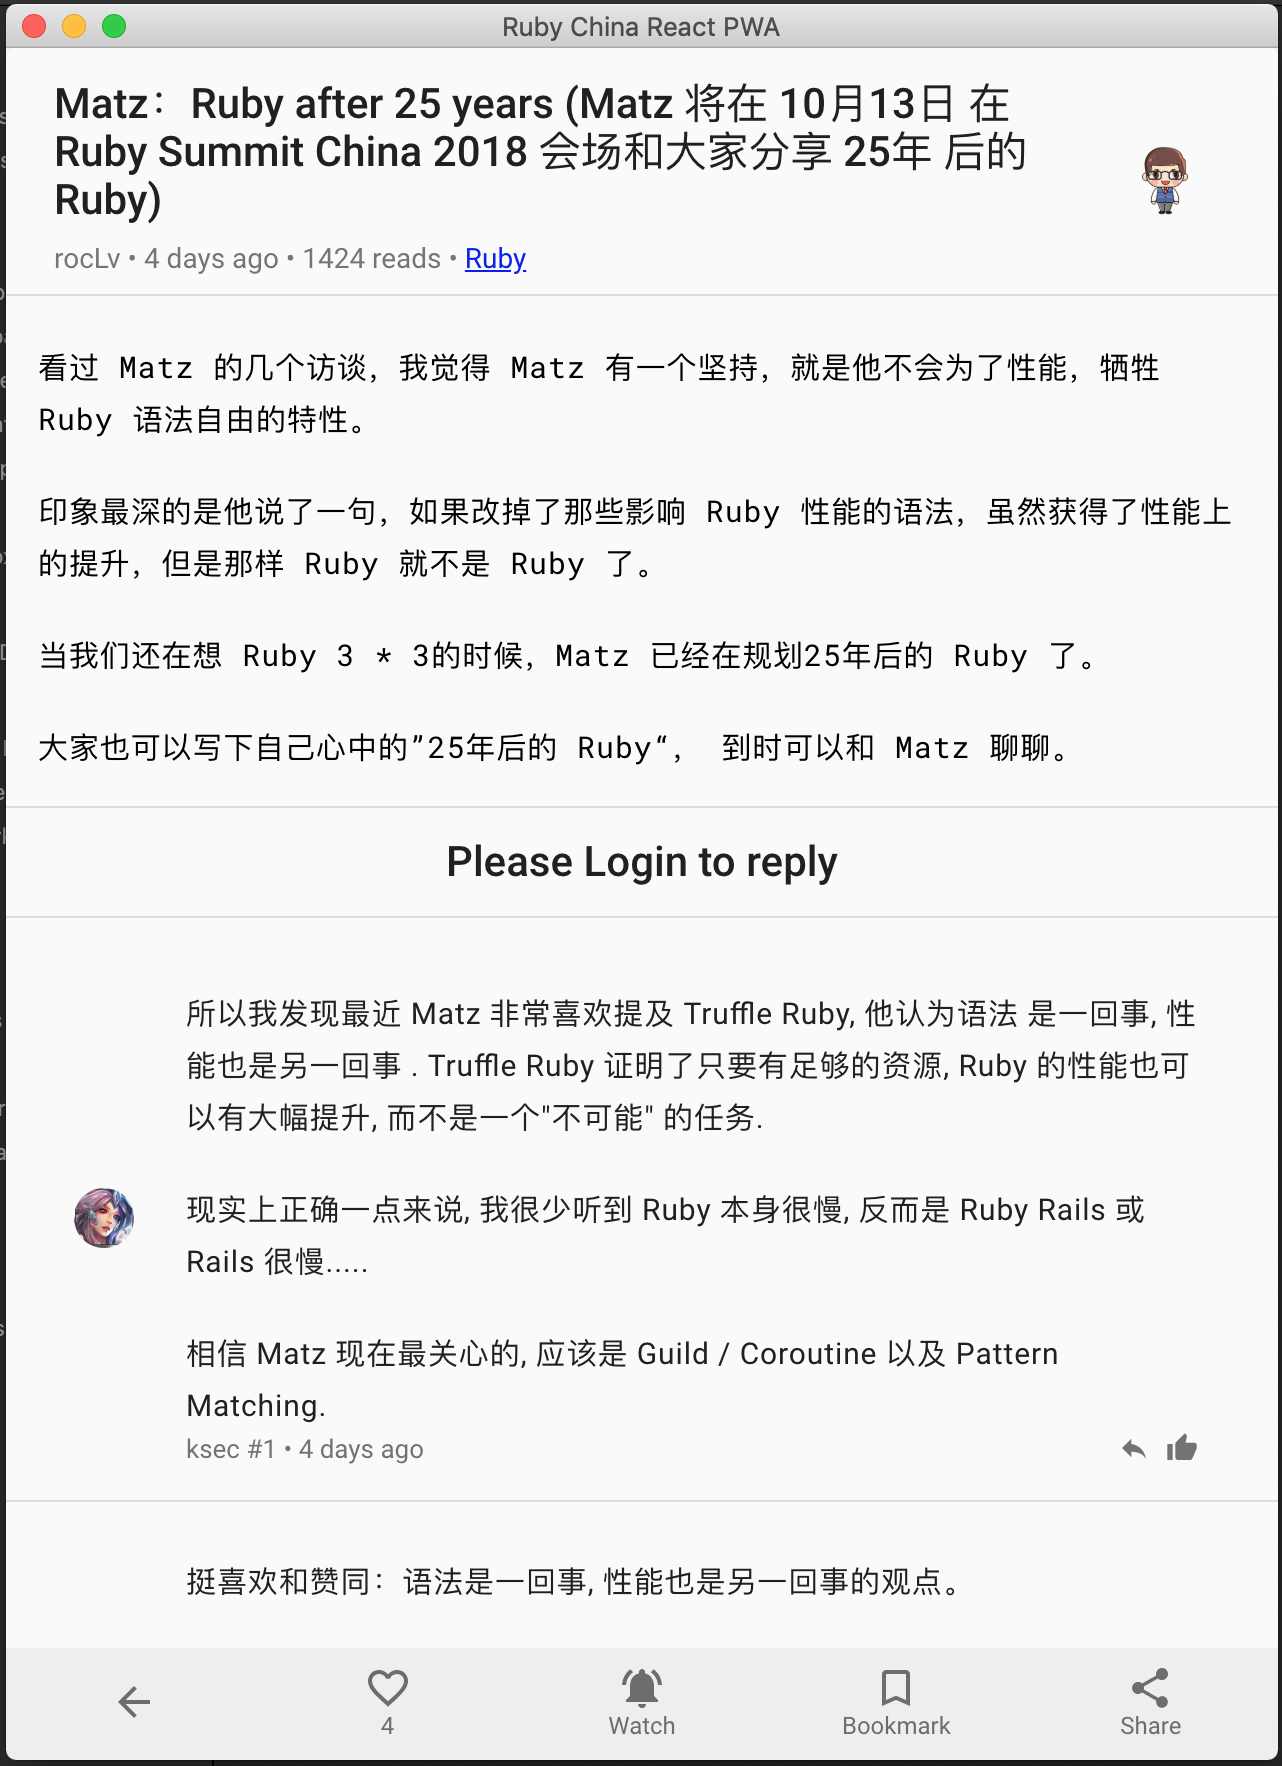 Ruby China React PWA
Matz：Ruby after 25 years (Matz 将在 10月13日 在
Ruby Summit China 2018 会场和大家分享 25年 后的
Ruby)
rocLv • 4 days ago • 1424 reads • Ruby
看过 Matz 的几个访谈，我觉得 Matz 有一个坚持，就是他不会为了性能，牺牲
Ruby 语法自由的特性。
印象最深的是他说了一句，如果改掉了那些影响 Ruby 性能的语法，虽然获得了性能上
的提升，但是那样 Ruby 就不是 Ruby 了。
当我们还在想 Ruby 3 * 3的时候，Matz 已经在规划25年后的 Ruby 了。
大家也可以写下自己心中的”25年后的 Ruby“， 到时可以和 Matz 聊聊。
Please Login to reply
所以我发现最近 Matz 非常喜欢提及 Truffle Ruby, 他认为语法 是一回事, 性
能也是另一回事 . Truffle Ruby 证明了只要有足够的资源, Ruby 的性能也可
以有大幅提升, 而不是一个"不可能" 的任务.
现实上正确一点来说, 我很少听到 Ruby 本身很慢, 反而是 Ruby Rails 或
Rails 很慢.....
相信 Matz 现在最关心的, 应该是 Guild / Coroutine 以及 Pattern
Matching.
ksec #1 • 4 days ago
挺喜欢和赞同：语法是一回事, 性能也是另一回事的观点。
4
Watch
Bookmark
Share